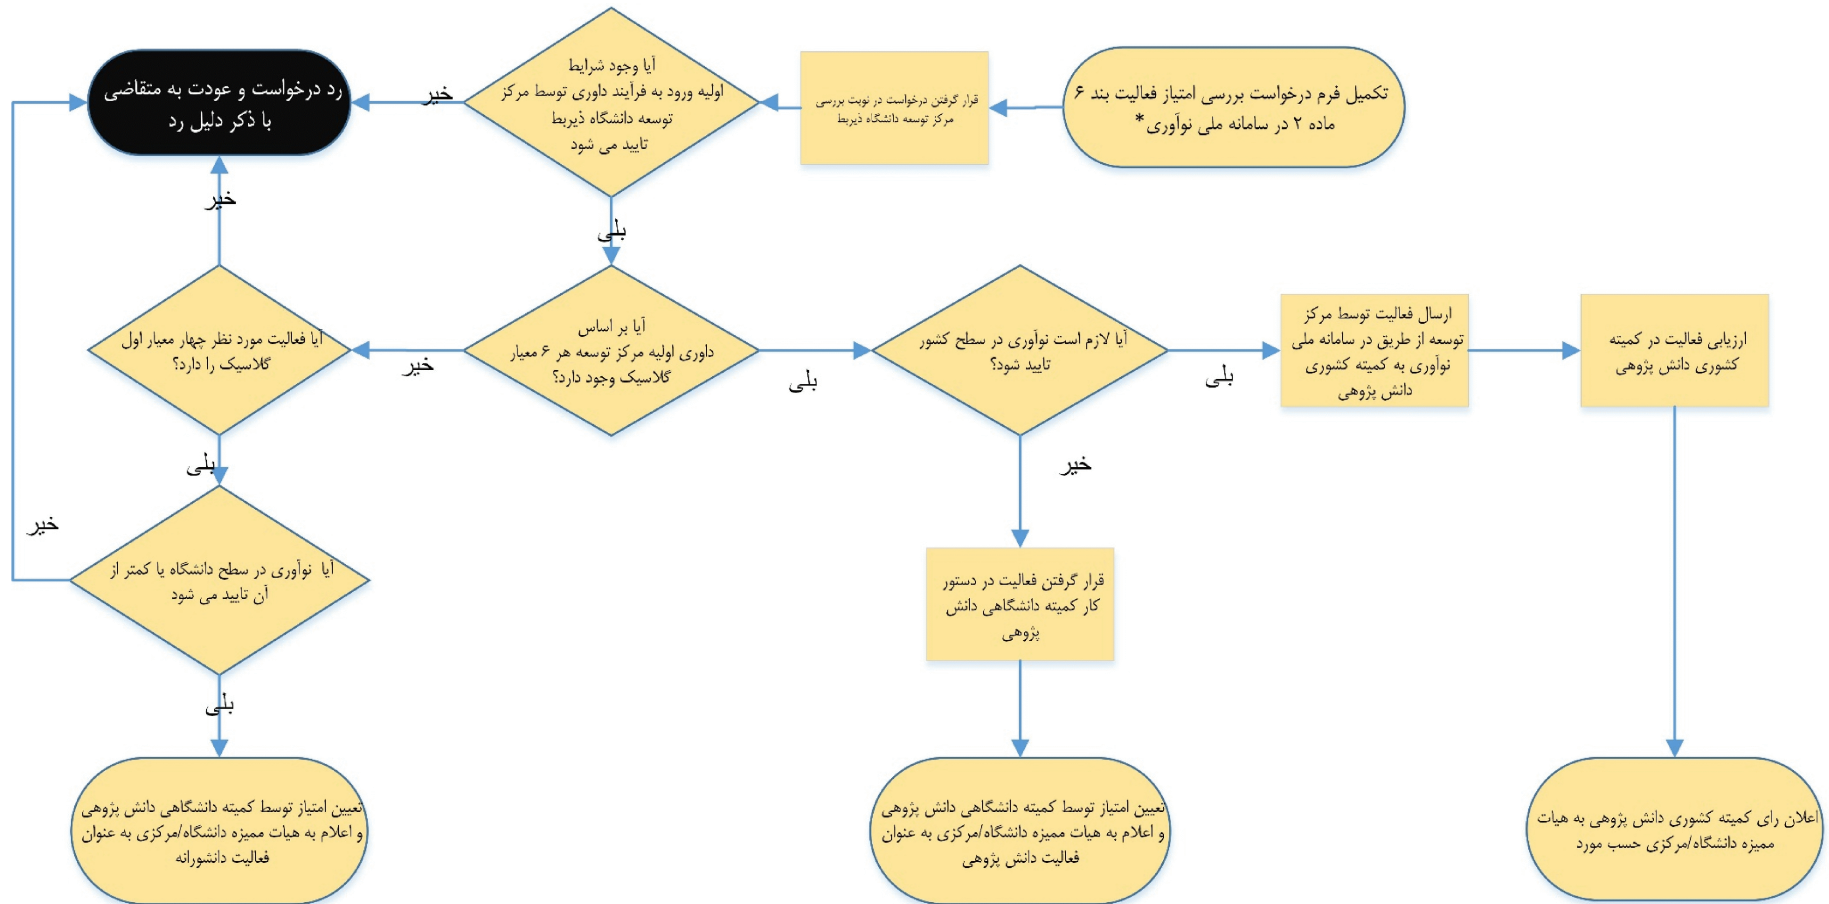 تکمیل فرم درخواست بررسی امتیاز فعالیت بند ۶
ماده ۲ در سامانه ملی نوآوری*
قرار گرفتن درخواست در نوبت بررسی
مرکز توسعه دانشگاه ذیربط
آیا وجود شرایط
اولیه ورود به فرآیند داوری توسط مرکز
توسعه دانشگاه ذیربط
تایید می شود
خیر
رد درخواست و عودت به متقاضی
با ذکر دلیل رد
خیر
بلی
آیا بر اساس
داوری اولیه مرکز توسعه هر ۶ معیار
گلاسیک وجود دارد؟
خیر
آیا فعالیت مورد نظر چهار معیار اول
گلاسیک را دارد؟
بلی
آیا لازم است نوآوری در سطح کشور
تایید شود؟
بلی
ارسال فعالیت توسط مرکز
توسعه از طریق در سامانه ملی
نوآوری به کمیته کشوری
دانش پژوهی
ارزیابی فعالیت در کمیته
کشوری دانش پژوهی
بلی
خیر
خیر
آیا نوآوری در سطح دانشگاه یا کمتر از
آن تایید می شود
قرار گرفتن فعالیت در دستور
کار کمیته دانشگاهی دانش
پژوهی
بلی
اعلان رای کمیته کشوری دانش پژوهی به هیات
ممیزه دانشگاه/مرکزی حسب مورد
تعیین امتیاز توسط کمیته دانشگاهی دانش پژوهی
و اعلام به هیات ممیزه دانشگاه/مرکزی به عنوان
فعالیت دانش پژوهی
تعیین امتیاز توسط کمیته دانشگاهی دانش پژوهی
و اعلام به هیات ممیزه دانشگاه/مرکزی به عنوان
فعالیت دانشورانه